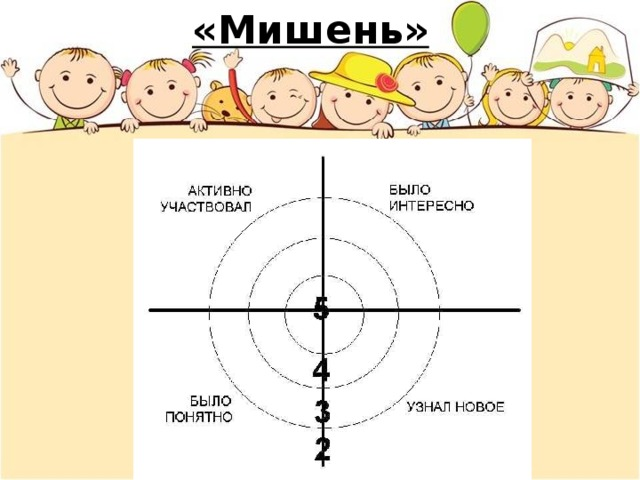 «Мишень»
АКТИВНО
УЧАСТВОВАЛ
БЫЛО
ИНТЕРЕСНО
5
4
3
2
БЫЛО
ПОНЯТНО
УЗНАЛ НОВОЕ